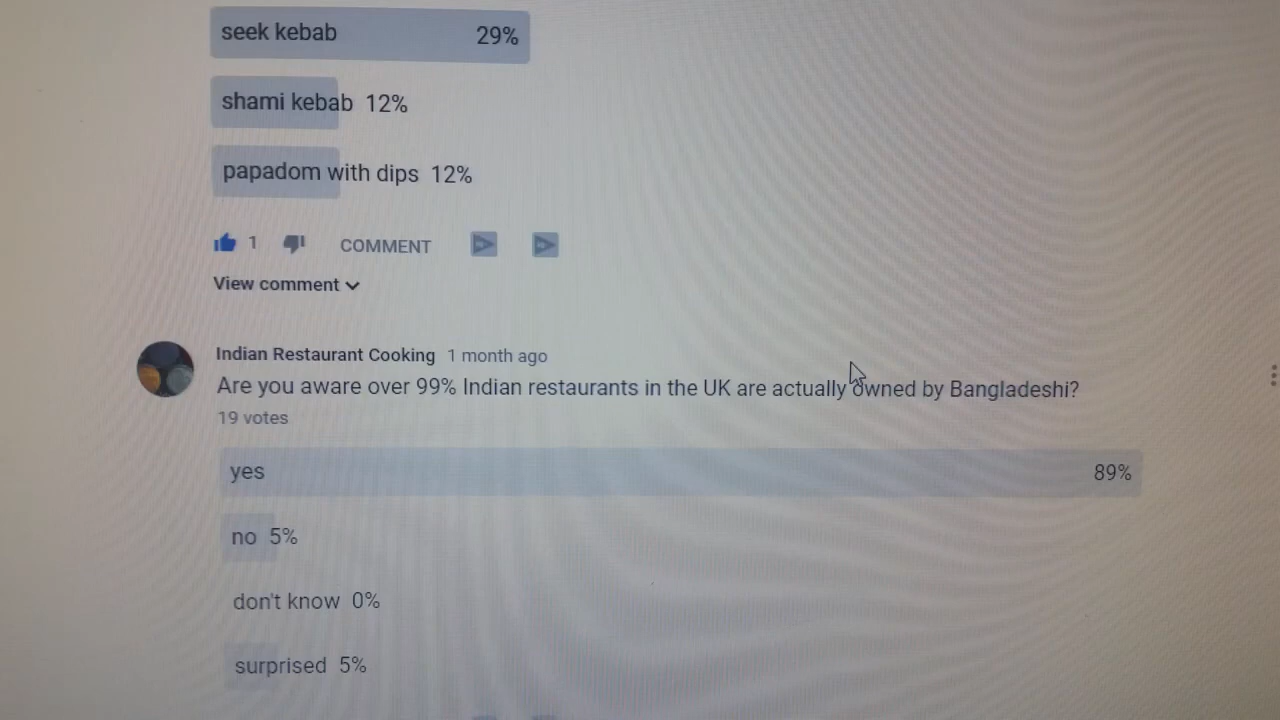 seek kebab 29%
shami kebab 12%
papadom with dips 12%
1 COMMENT
View comment
Indian Restaurant Cooking 1 month ago
Are you aware over 99% Indian restaurants in the UK are actually owned by Bangladeshi?
19 votes
yes 89%
no 5%
don't know 0%
surprised 5%